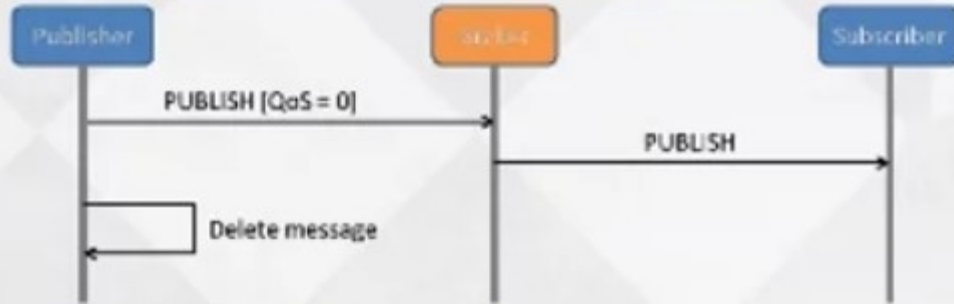 Publisher
Subscriber
PUBLISH [QoS = 0]
PUBLISH
Delete message